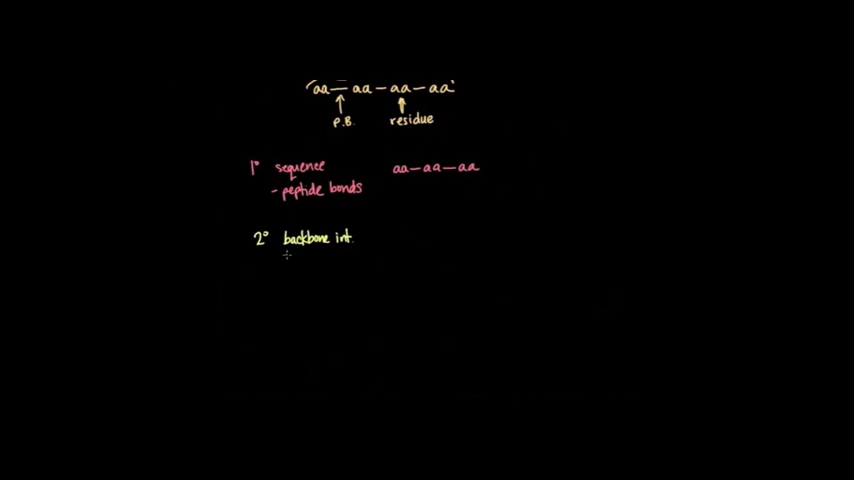 aa — aa — aa — aa
P.B. residue
1° sequence aa — aa — aa
- peptide bonds
2° backbone int.